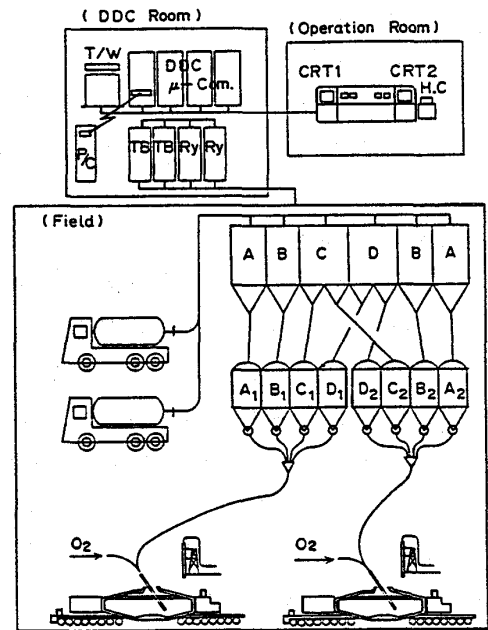 ( DDC Room )
( Operation Room )
T/W
DDC
μ-Com.
CRT1 CRT2
H.C
P/C
TB TB Ry Ry
(Field)
A B C D B A
A1 B1 C1 D1 D2 C2 B2 A2
O2 O2